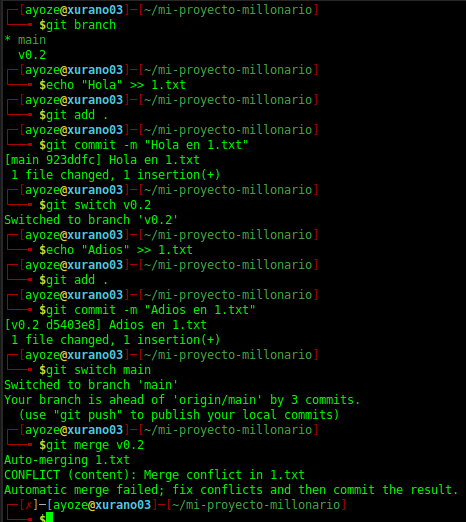 ┌─[ayoze@xurano03]─[~/mi-proyecto-millonario]
└──╼ $git branch
* main
  v0.2
┌─[ayoze@xurano03]─[~/mi-proyecto-millonario]
└──╼ $echo "Hola" >> 1.txt
┌─[ayoze@xurano03]─[~/mi-proyecto-millonario]
└──╼ $git add .
┌─[ayoze@xurano03]─[~/mi-proyecto-millonario]
└──╼ $git commit -m "Hola en 1.txt"
[main 923ddfc] Hola en 1.txt
 1 file changed, 1 insertion(+)
└──╼ $git switch v0.2
Switched to branch 'v0.2'
┌─[ayoze@xurano03]─[~/mi-proyecto-millonario]
└──╼ $echo "Adios" >> 1.txt
┌─[ayoze@xurano03]─[~/mi-proyecto-millonario]
└──╼ $git add .
┌─[ayoze@xurano03]─[~/mi-proyecto-millonario]
└──╼ $git commit -m "Adios en 1.txt"
[v0.2 d5403e8] Adios en 1.txt
 1 file changed, 1 insertion(+)
┌─[ayoze@xurano03]─[~/mi-proyecto-millonario]
└──╼ $git switch main
Switched to branch 'main'
Your branch is ahead of 'origin/main' by 3 commits.
  (use "git push" to publish your local commits)
┌─[ayoze@xurano03]─[~/mi-proyecto-millonario]
└──╼ $git merge v0.2
Auto-merging 1.txt
CONFLICT (content): Merge conflict in 1.txt
Automatic merge failed; fix conflicts and then commit the result.
┌─[✗]─[ayoze@xurano03]─[~/mi-proyecto-millonario]
└──╼ $